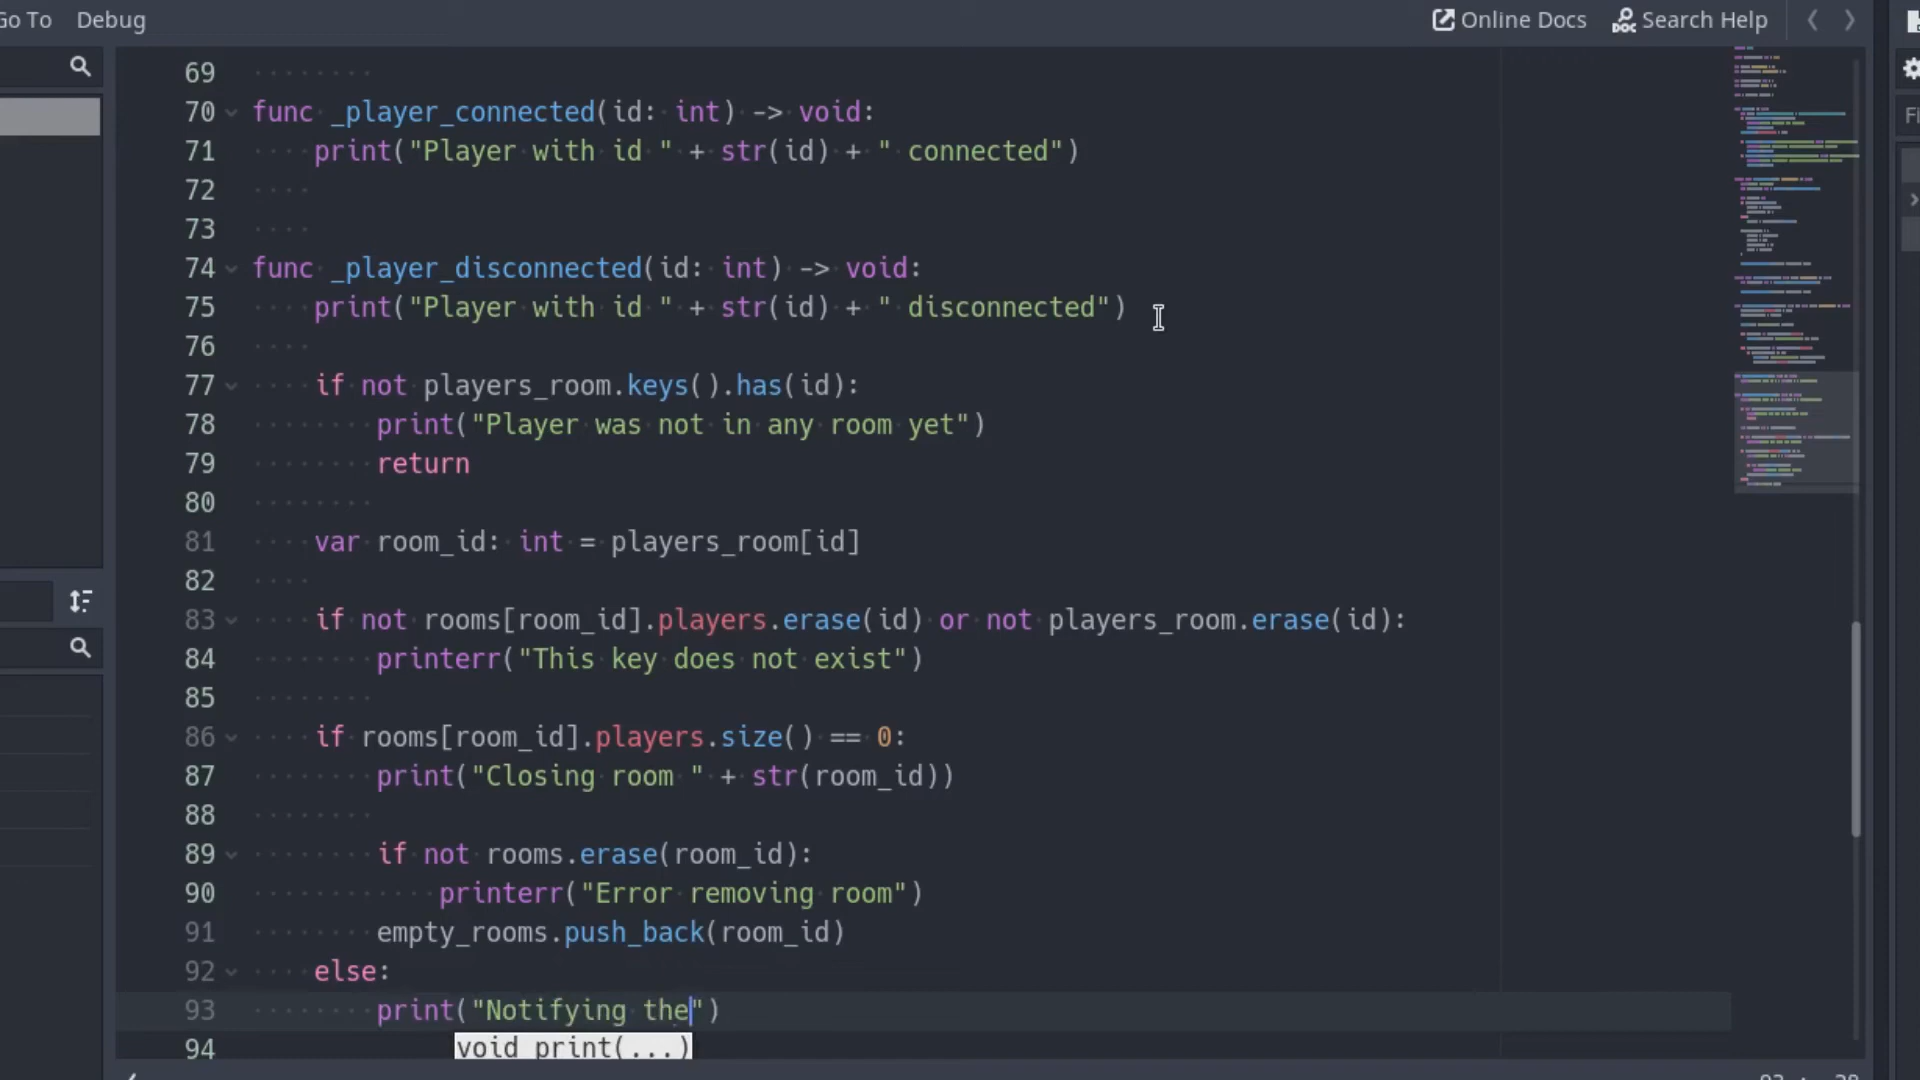 Go To Debug Online Docs Search Help
69
70 func _player_connected(id: int) -> void:
71 print("Player with id " + str(id) + " connected")
72
73
74 func _player_disconnected(id: int) -> void:
75 print("Player with id " + str(id) + " disconnected")
76
77 if not players_room.keys().has(id):
78 print("Player was not in any room yet")
79 return
80
81 var room_id: int = players_room[id]
82
83 if not rooms[room_id].players.erase(id) or not players_room.erase(id):
84 printerr("This key does not exist")
85
86 if rooms[room_id].players.size() == 0:
87 print("Closing room " + str(room_id))
88
89 if not rooms.erase(room_id):
90 printerr("Error removing room")
91 empty_rooms.push_back(room_id)
92 else:
93 print("Notifying the")
94 void print(...)